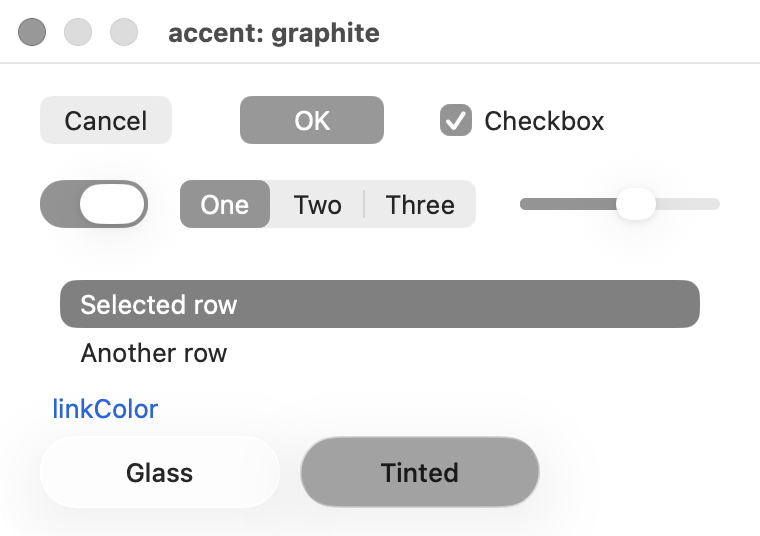 accent: graphite
Cancel OK Checkbox
One Two Three
Selected row
Another row
linkColor
Glass Tinted